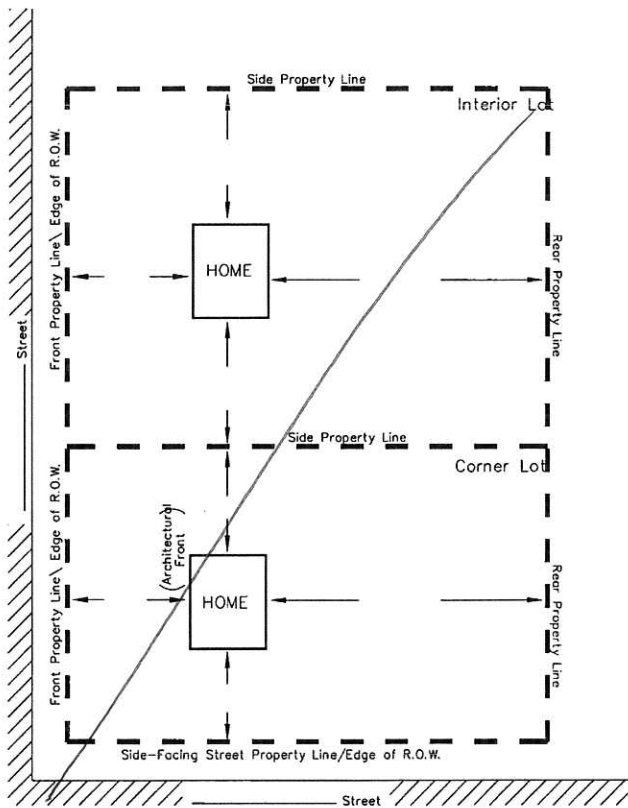 Side Property Line
Interior Lot
Front Property Line\ Edge of R.O.W.
HOME
Rear Property Line
Street
Side Property Line
Corner Lot
Front Property Line\ Edge of R.O.W.
(Architectural
Front)
HOME
Rear Property Line
Side-Facing Street Property Line/Edge of R.O.W.
Street